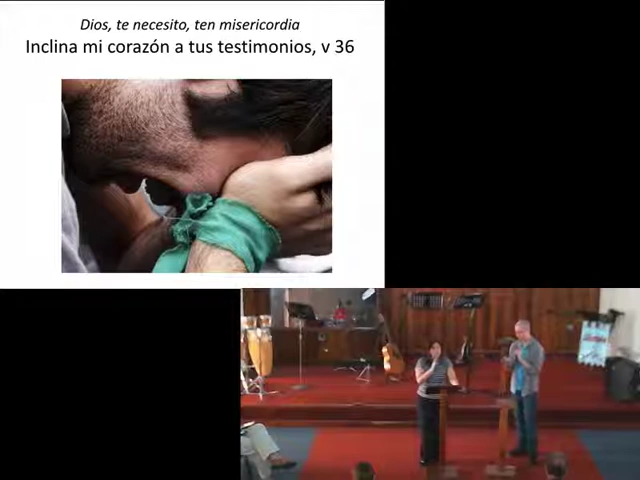 Dios, te necesito, ten misericordia
Inclina mi corazón a tus testimonios, v 36